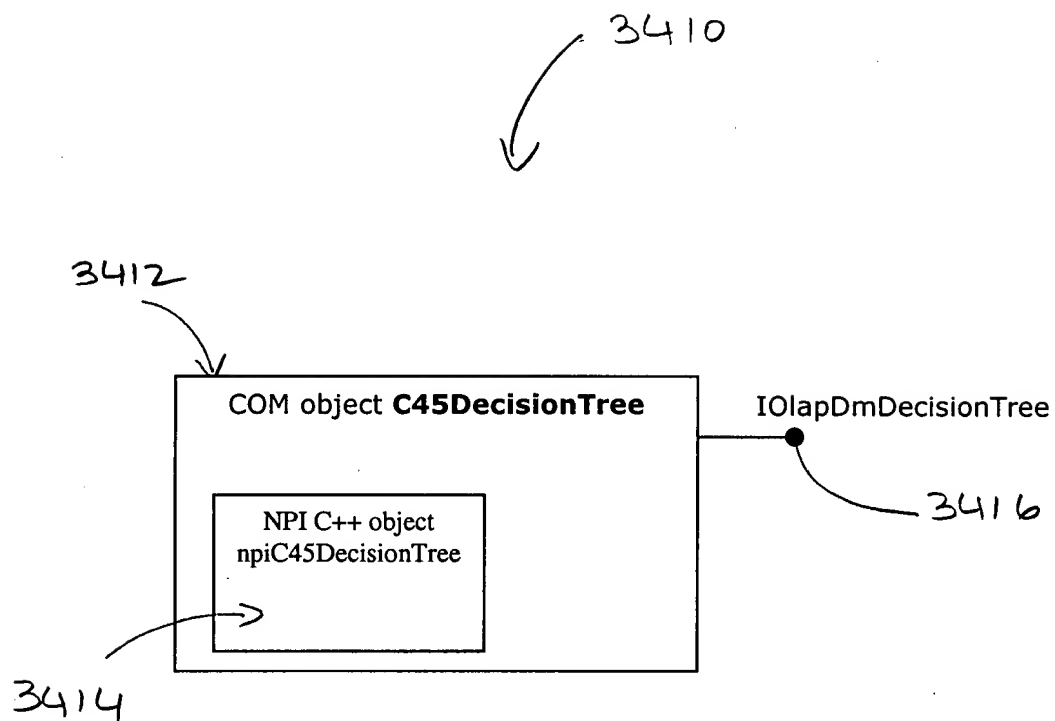 3410
3412
COM object C45DecisionTree
IOlapDmDecisionTree
3416
NPI C++ object
npiC45DecisionTree
3414